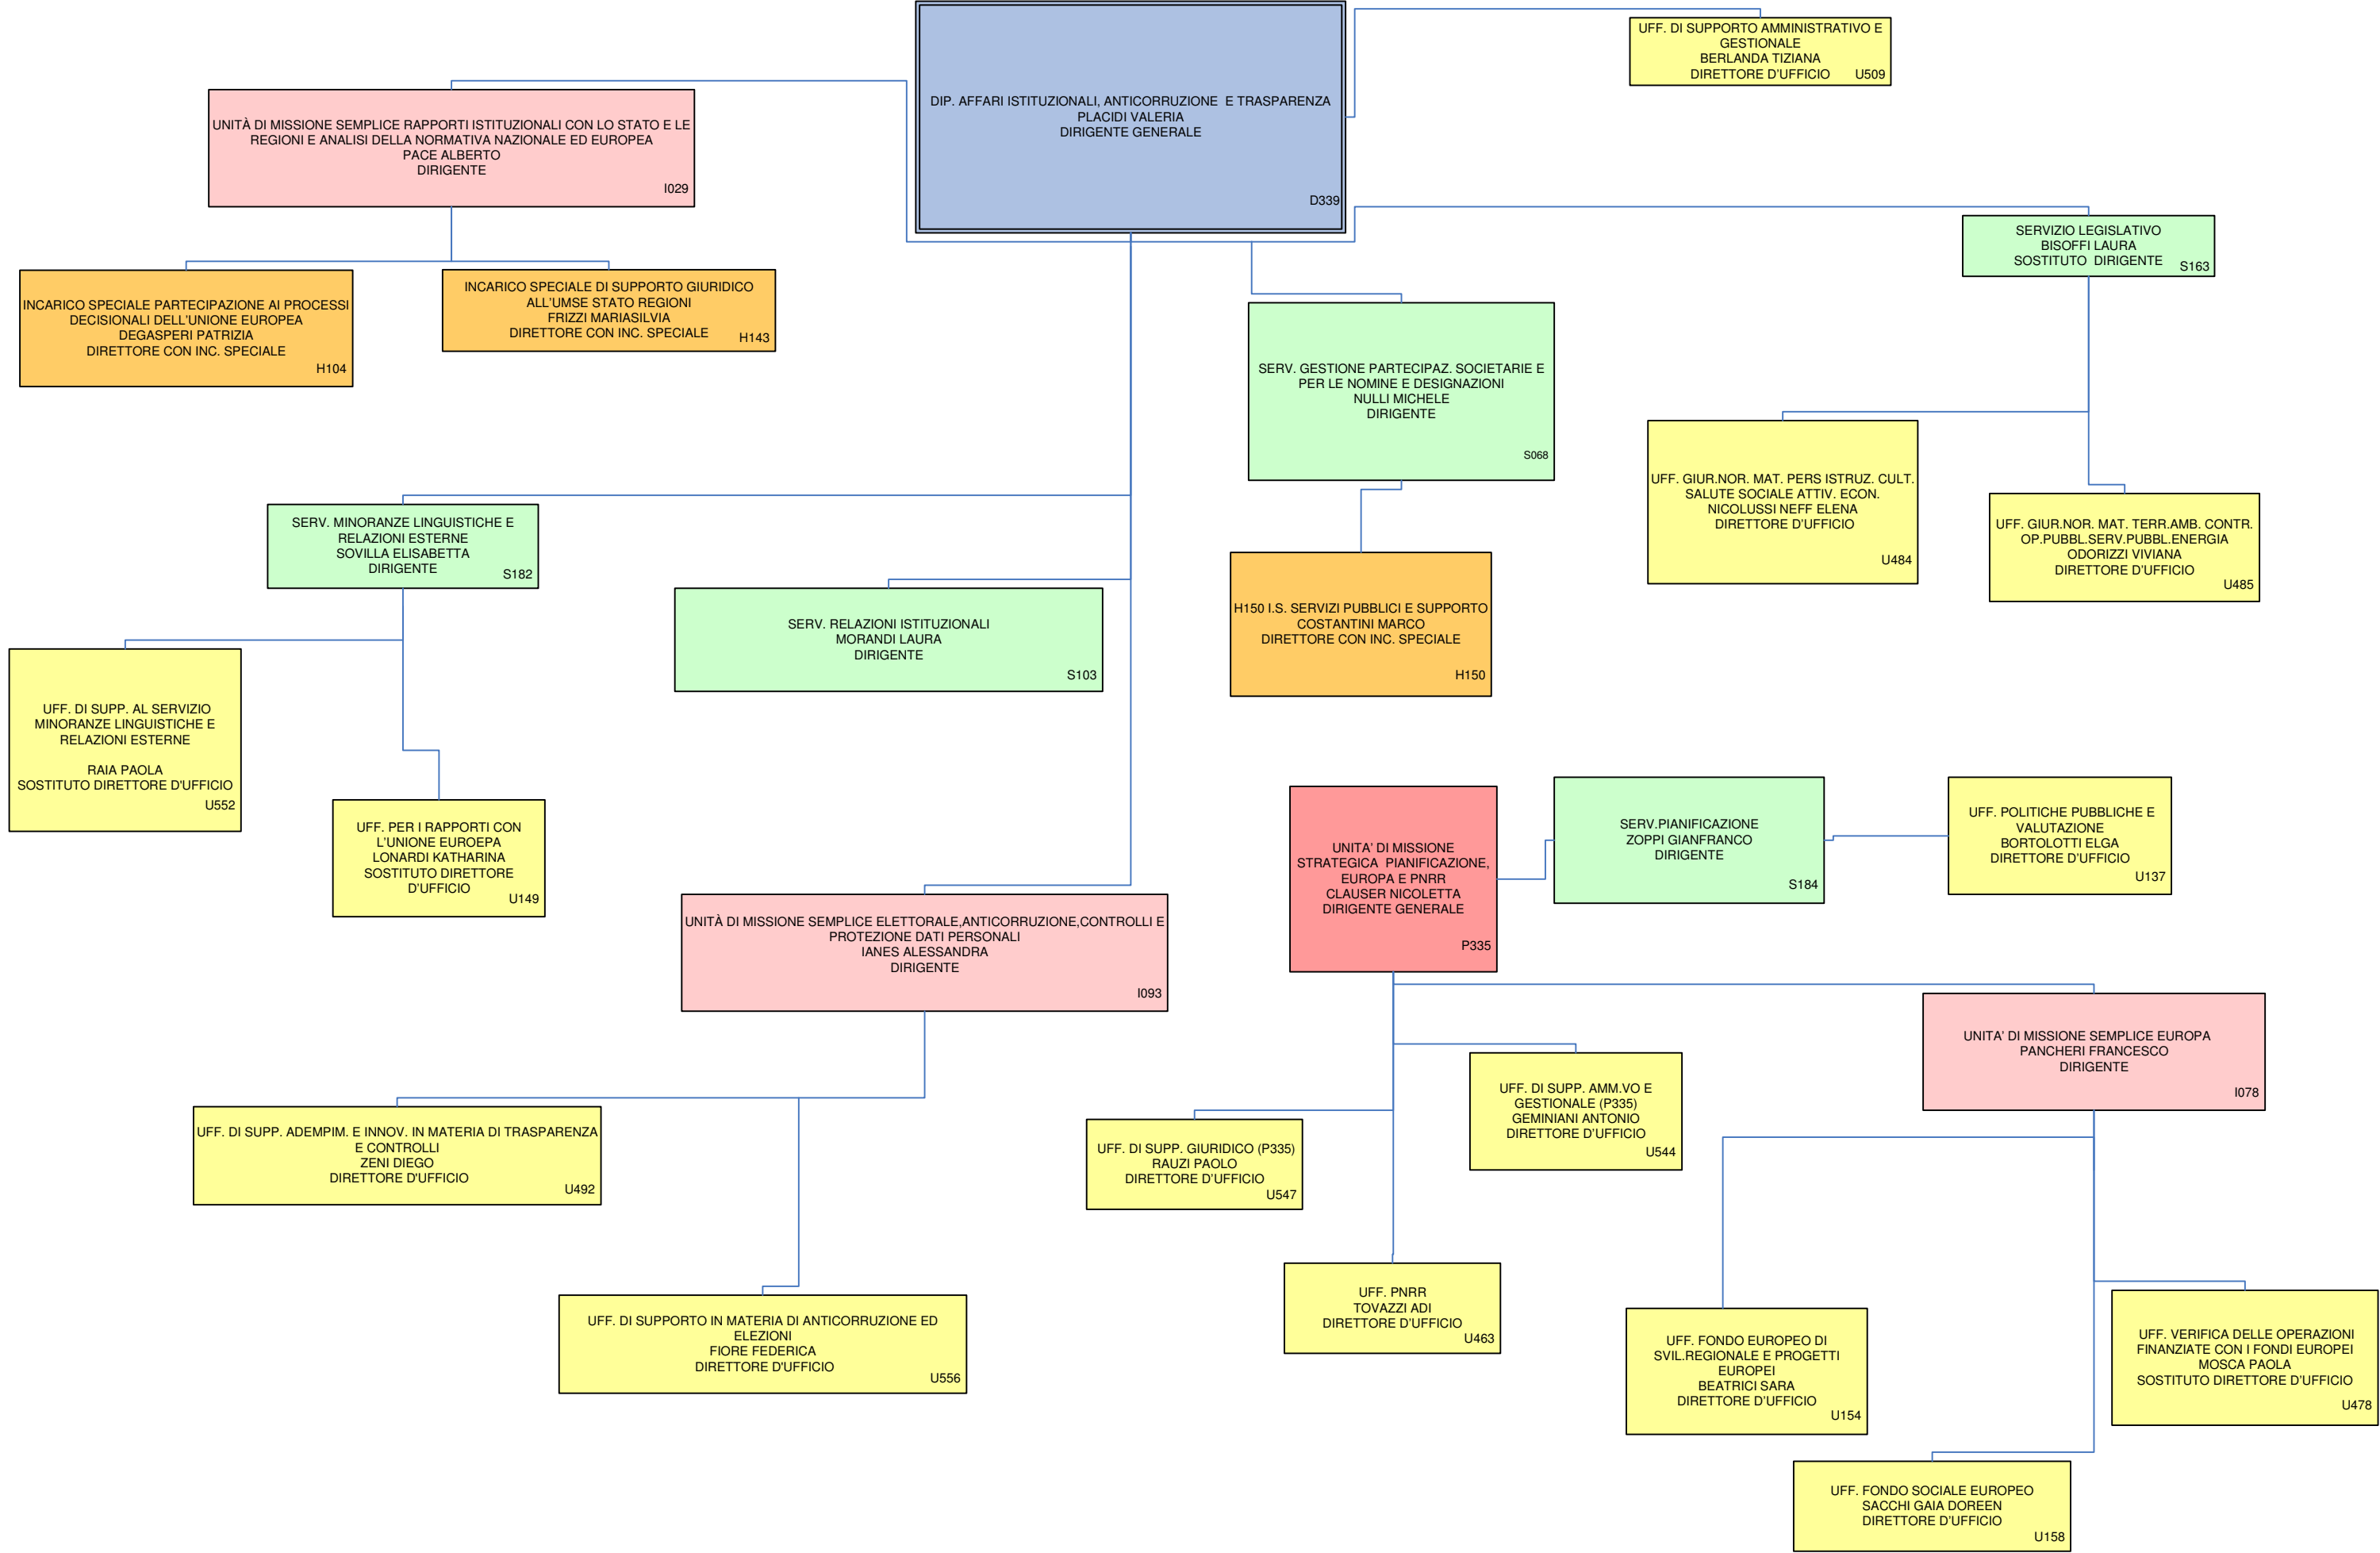 UFF. DI SUPPORTO AMMINISTRATIVO E
GESTIONALE
BERLANDA TIZIANA
DIRETTORE D'UFFICIO
U509
DIP. AFFARI ISTITUZIONALI, ANTICORRUZIONE E TRASPARENZA
PLACIDI VALERIA
DIRIGENTE GENERALE
D339
UNITÀ DI MISSIONE SEMPLICE RAPPORTI ISTITUZIONALI CON LO STATO E LE
REGIONI E ANALISI DELLA NORMATIVA NAZIONALE ED EUROPEA
PACE ALBERTO
DIRIGENTE
I029
SERVIZIO LEGISLATIVO
BISOFFI LAURA
SOSTITUTO DIRIGENTE
S163
INCARICO SPECIALE PARTECIPAZIONE AI PROCESSI
DECISIONALI DELL'UNIONE EUROPEA
DEGASPERI PATRIZIA
DIRETTORE CON INC. SPECIALE
H104
INCARICO SPECIALE DI SUPPORTO GIURIDICO
ALL'UMSE STATO REGIONI
FRIZZI MARIASILVIA
DIRETTORE CON INC. SPECIALE
H143
SERV. GESTIONE PARTECIPAZ. SOCIETARIE E
PER LE NOMINE E DESIGNAZIONI
NULLI MICHELE
DIRIGENTE
S068
UFF. GIUR.NOR. MAT. PERS ISTRUZ. CULT.
SALUTE SOCIALE ATTIV. ECON.
NICOLUSSI NEFF ELENA
DIRETTORE D'UFFICIO
U484
UFF. GIUR.NOR. MAT. TERR.AMB. CONTR.
OP.PUBBL.SERV.PUBBL.ENERGIA
ODORIZZI VIVIANA
DIRETTORE D'UFFICIO
U485
SERV. MINORANZE LINGUISTICHE E
RELAZIONI ESTERNE
SOVILLA ELISABETTA
DIRIGENTE
S182
SERV. RELAZIONI ISTITUZIONALI
MORANDI LAURA
DIRIGENTE
S103
H150 I.S. SERVIZI PUBBLICI E SUPPORTO
COSTANTINI MARCO
DIRETTORE CON INC. SPECIALE
H150
UFF. DI SUPP. AL SERVIZIO
MINORANZE LINGUISTICHE E
RELAZIONI ESTERNE
RAIA PAOLA
SOSTITUTO DIRETTORE D'UFFICIO
U552
UFF. PER I RAPPORTI CON
L'UNIONE EUROEPA
LONARDI KATHARINA
SOSTITUTO DIRETTORE
D'UFFICIO
U149
UNITA' DI MISSIONE
STRATEGICA PIANIFICAZIONE,
EUROPA E PNRR
CLAUSER NICOLETTA
DIRIGENTE GENERALE
P335
SERV.PIANIFICAZIONE
ZOPPI GIANFRANCO
DIRIGENTE
S184
UFF. POLITICHE PUBBLICHE E
VALUTAZIONE
BORTOLOTTI ELGA
DIRETTORE D'UFFICIO
U137
UNITÀ DI MISSIONE SEMPLICE ELETTORALE,ANTICORRUZIONE,CONTROLLI E
PROTEZIONE DATI PERSONALI
IANES ALESSANDRA
DIRIGENTE
I093
UNITA' DI MISSIONE SEMPLICE EUROPA
PANCHERI FRANCESCO
DIRIGENTE
I078
UFF. DI SUPP. AMM.VO E
GESTIONALE (P335)
GEMINIANI ANTONIO
DIRETTORE D'UFFICIO
U544
UFF. DI SUPP. ADEMPIM. E INNOV. IN MATERIA DI TRASPARENZA
E CONTROLLI
ZENI DIEGO
DIRETTORE D'UFFICIO
U492
UFF. DI SUPP. GIURIDICO (P335)
RAUZI PAOLO
DIRETTORE D'UFFICIO
U547
UFF. PNRR
TOVAZZI ADI
DIRETTORE D'UFFICIO
U463
UFF. DI SUPPORTO IN MATERIA DI ANTICORRUZIONE ED
ELEZIONI
FIORE FEDERICA
DIRETTORE D'UFFICIO
U556
UFF. FONDO EUROPEO DI
SVIL.REGIONALE E PROGETTI
EUROPEI
BEATRICI SARA
DIRETTORE D'UFFICIO
U154
UFF. VERIFICA DELLE OPERAZIONI
FINANZIATE CON I FONDI EUROPEI
MOSCA PAOLA
SOSTITUTO DIRETTORE D'UFFICIO
U478
UFF. FONDO SOCIALE EUROPEO
SACCHI GAIA DOREEN
DIRETTORE D'UFFICIO
U158